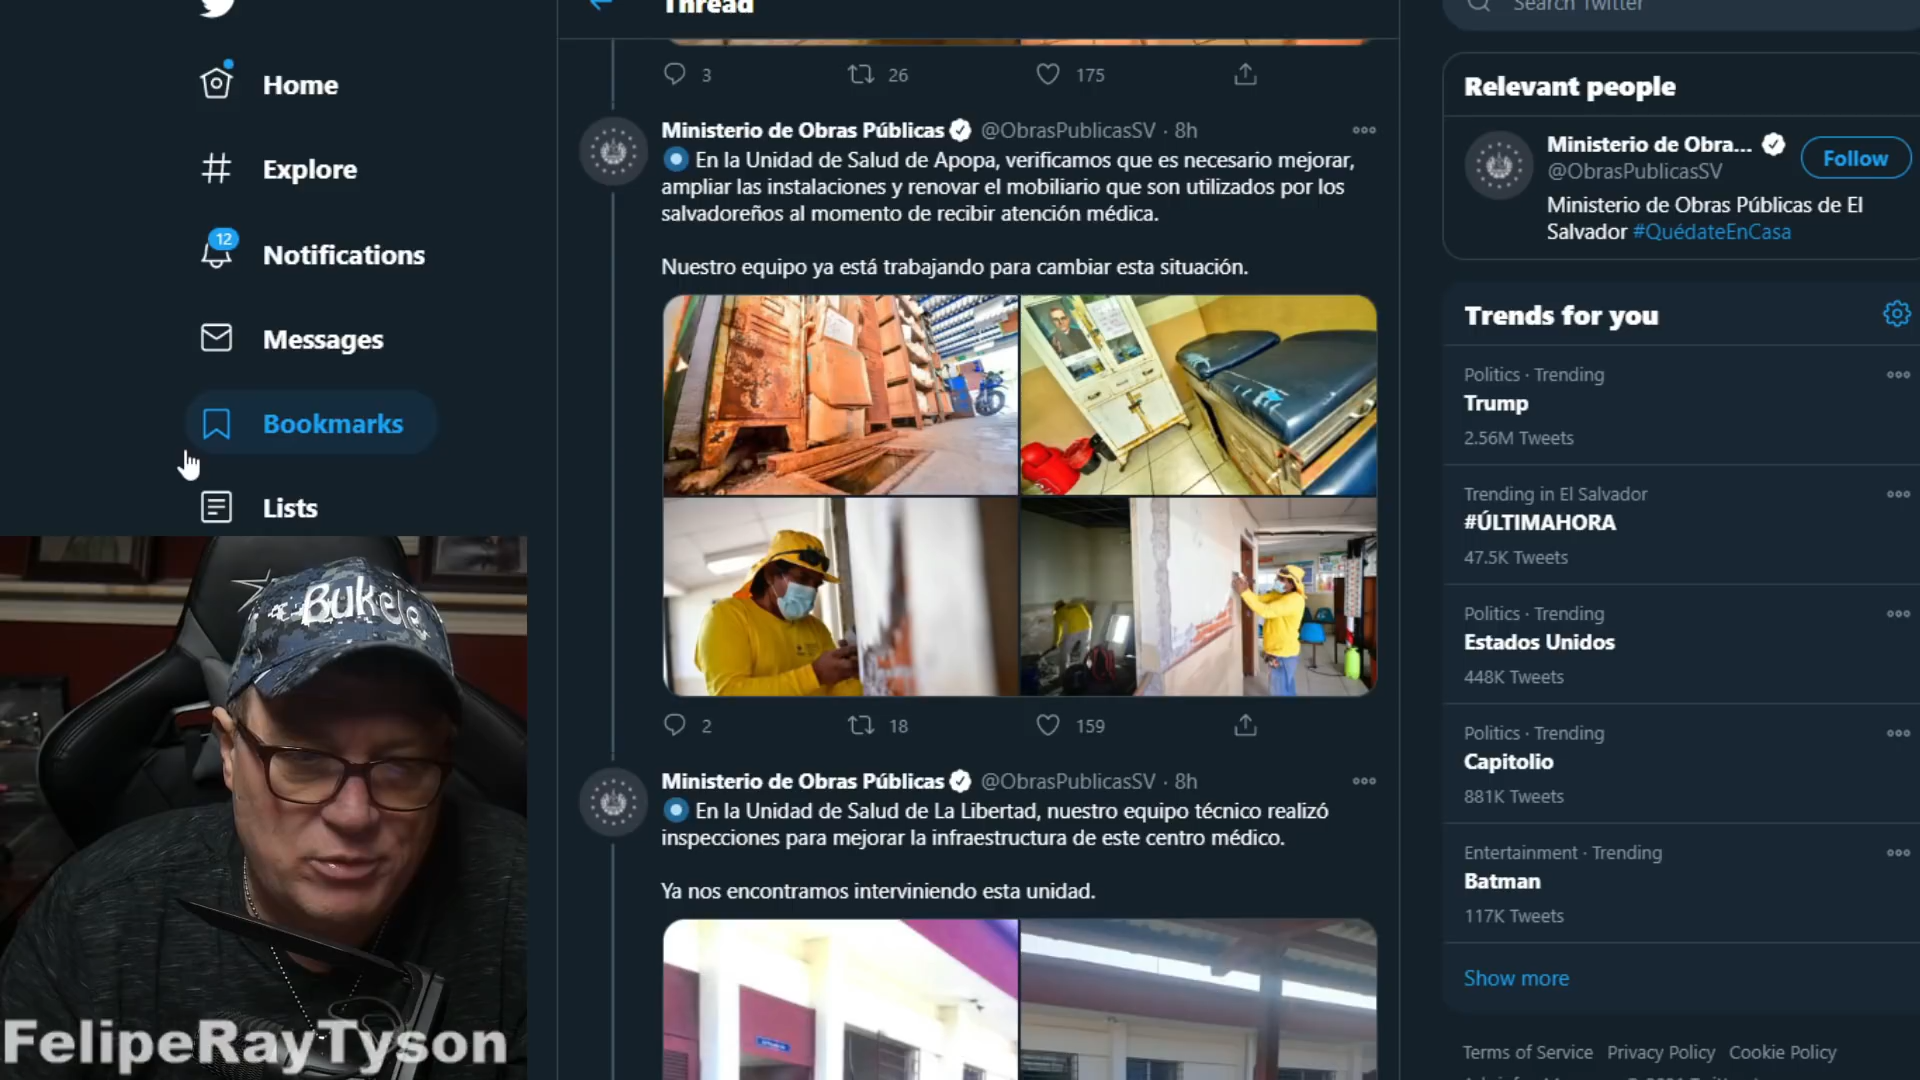 Thread
Search Twitter
Home
Explore
12
Notifications
Messages
Bookmarks
Lists
3 26 175
Ministerio de Obras Públicas @ObrasPublicasSV · 8h
En la Unidad de Salud de Apopa, verificamos que es necesario mejorar,
ampliar las instalaciones y renovar el mobiliario que son utilizados por los
salvadoreños al momento de recibir atención médica.
Nuestro equipo ya está trabajando para cambiar esta situación.
2 18 159
Ministerio de Obras Públicas @ObrasPublicasSV · 8h
En la Unidad de Salud de La Libertad, nuestro equipo técnico realizó
inspecciones para mejorar la infraestructura de este centro médico.
Ya nos encontramos interviniendo esta unidad.
Relevant people
Ministerio de Obra...
@ObrasPublicasSV
Follow
Ministerio de Obras Públicas de El
Salvador #QuédateEnCasa
Trends for you
Politics · Trending
Trump
2.56M Tweets
Trending in El Salvador
#ÚLTIMAHORA
47.5K Tweets
Politics · Trending
Estados Unidos
448K Tweets
Politics · Trending
Capitolio
881K Tweets
Entertainment · Trending
Batman
117K Tweets
Show more
Terms of Service Privacy Policy Cookie Policy
Bukele
FelipeRayTyson